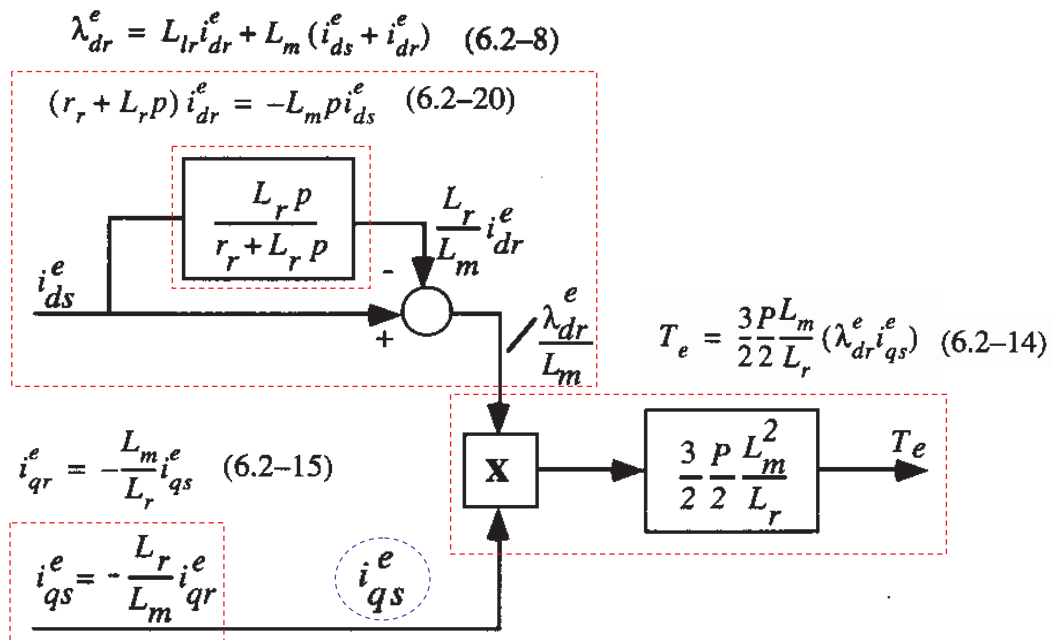 λ^e_dr = L_lr i^e_dr + L_m (i^e_ds + i^e_dr) (6.2–8)
(r_r + L_r p) i^e_dr = –L_m p i^e_ds (6.2–20)
L_r p / (r_r + L_r p)
L_r / L_m i^e_dr
-
i^e_ds
+
λ^e_dr / L_m
T_e = 3/2 P/2 L_m/L_r (λ^e_dr i^e_qs) (6.2–14)
i^e_qr = –L_m/L_r i^e_qs (6.2–15)
X
3/2 P/2 L^2_m/L_r
T_e
i^e_qs = - L_r/L_m i^e_qr
i^e_qs